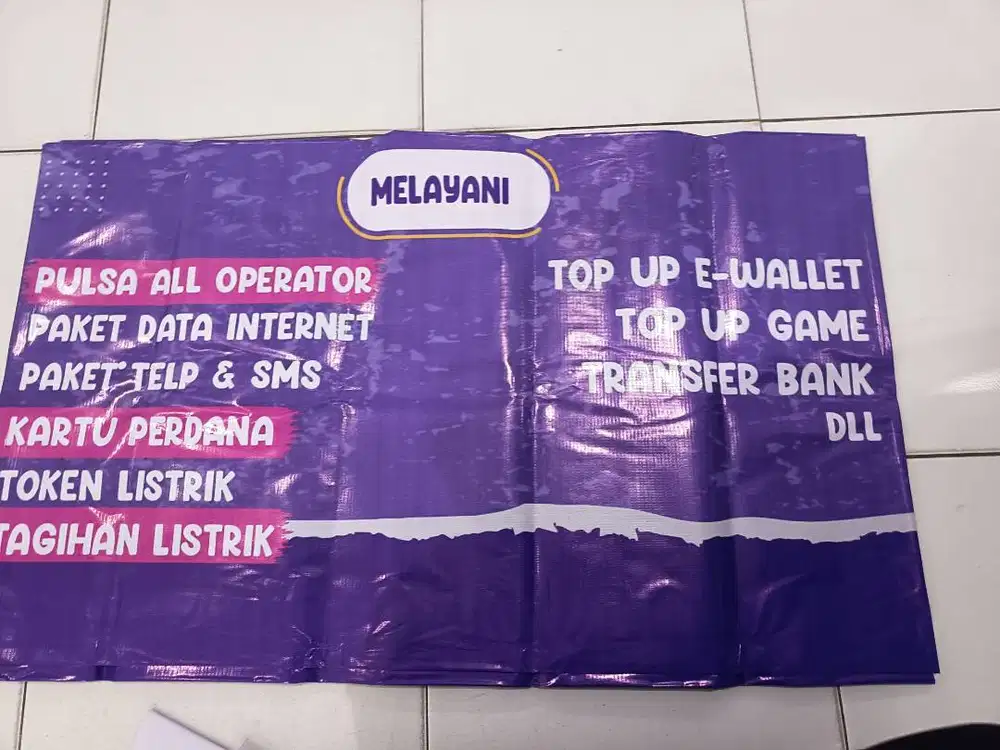 MELAYANI
PULSA ALL OPERATOR
PAKET DATA INTERNET
PAKET TELP & SMS
KARTU PERDANA
TOKEN LISTRIK
TAGIHAN LISTRIK
TOP UP E-WALLET
TOP UP GAME
TRANSFER BANK
DLL